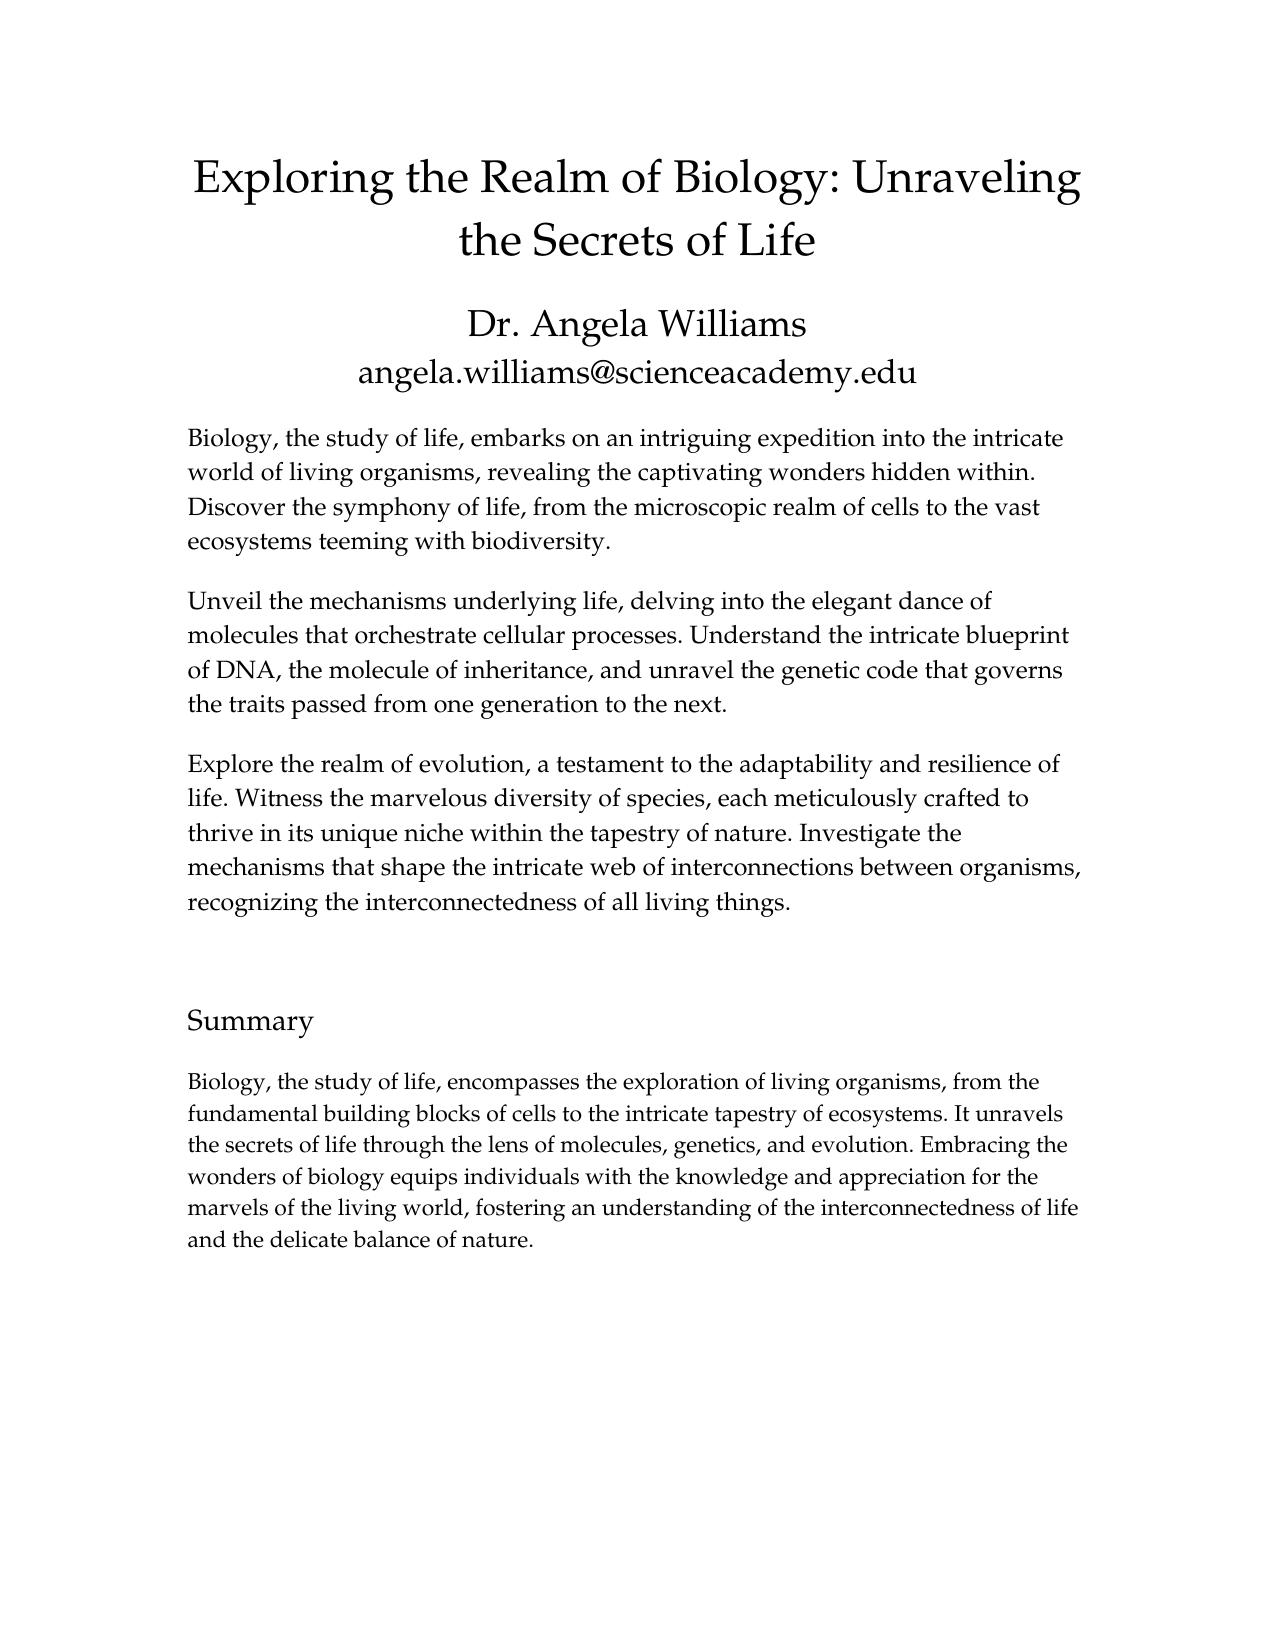 Exploring the Realm of Biology: Unraveling
the Secrets of Life
Dr. Angela Williams
angela.williams@scienceacademy.edu
Biology, the study of life, embarks on an intriguing expedition into the intricate
world of living organisms, revealing the captivating wonders hidden within.
Discover the symphony of life, from the microscopic realm of cells to the vast
ecosystems teeming with biodiversity.
Unveil the mechanisms underlying life, delving into the elegant dance of
molecules that orchestrate cellular processes. Understand the intricate blueprint
of DNA, the molecule of inheritance, and unravel the genetic code that governs
the traits passed from one generation to the next.
Explore the realm of evolution, a testament to the adaptability and resilience of
life. Witness the marvelous diversity of species, each meticulously crafted to
thrive in its unique niche within the tapestry of nature. Investigate the
mechanisms that shape the intricate web of interconnections between organisms,
recognizing the interconnectedness of all living things.
Summary
Biology, the study of life, encompasses the exploration of living organisms, from the
fundamental building blocks of cells to the intricate tapestry of ecosystems. It unravels
the secrets of life through the lens of molecules, genetics, and evolution. Embracing the
wonders of biology equips individuals with the knowledge and appreciation for the
marvels of the living world, fostering an understanding of the interconnectedness of life
and the delicate balance of nature.